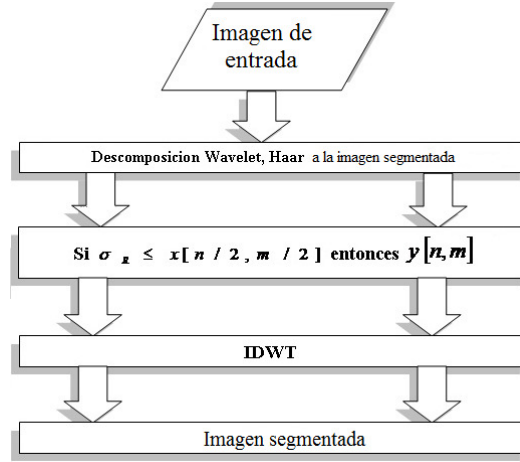 Imagen de
entrada
Descomposicion Wavelet, Haar a la imagen segmentada
Si σ R ≤ x[ n / 2 , m / 2 ] entonces y[n,m]
IDWT
Imagen segmentada